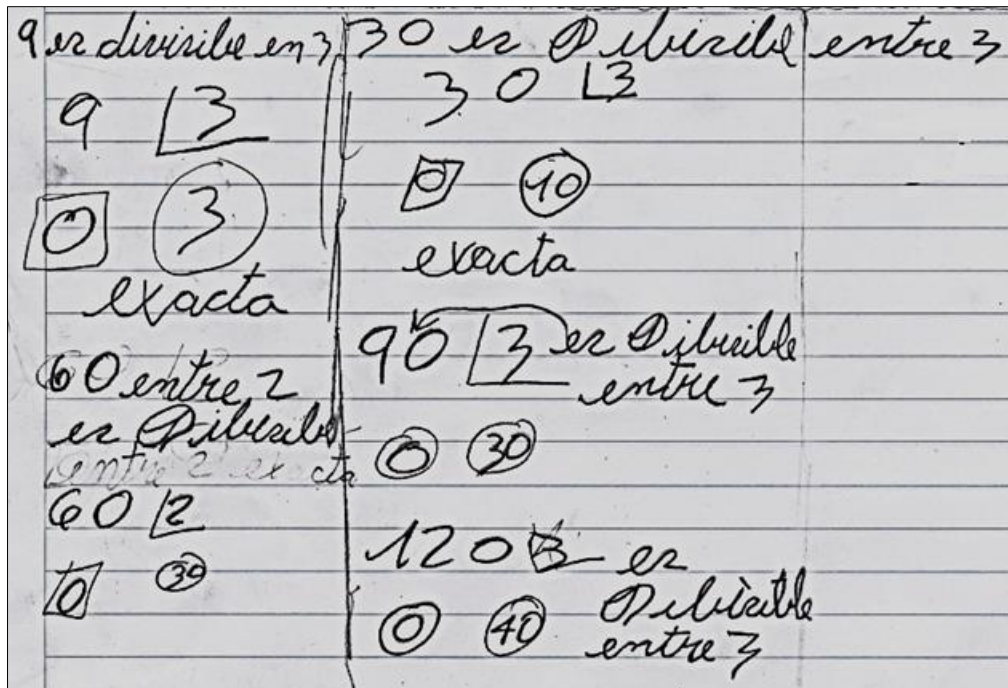 9 es divisible en 3
9 3
0 3
exacta
60 entre 2
es Dibisible
entre 2 exacta
60 2
0 30
30 es Dibisible entre 3
30 3
0 10
exacta
90 3 es Dibisible
entre 3
0 30
120 3 es
0 40 Dibisible
entre 3